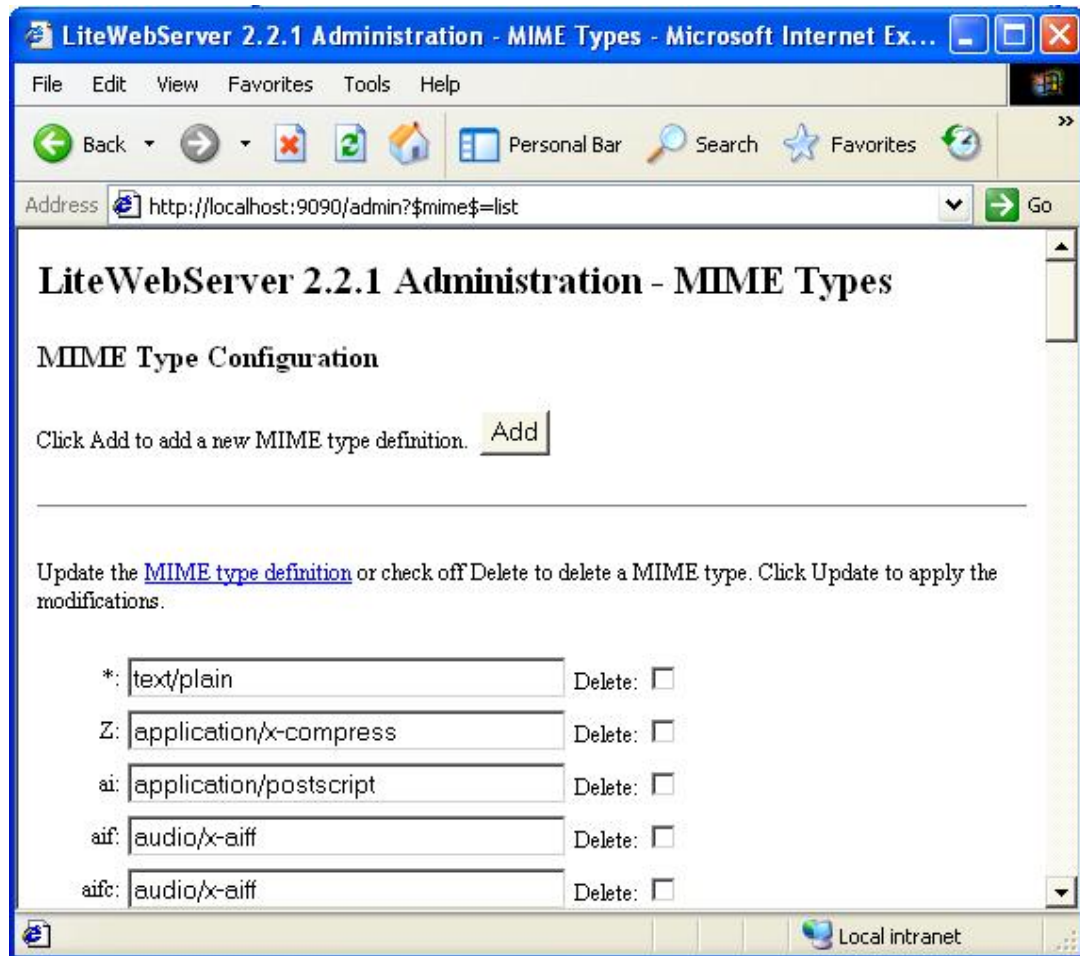 LiteWebServer 2.2.1 Administration - MIME Types - Microsoft Internet Ex...
File Edit View Favorites Tools Help
Back Personal Bar Search Favorites »
Address http://localhost:9090/admin?$mime$=list Go
LiteWebServer 2.2.1 Administration - MIME Types
MIME Type Configuration
Click Add to add a new MIME type definition. Add
Update the MIME type definition or check off Delete to delete a MIME type. Click Update to apply the
modifications.
*: text/plain Delete:
Z: application/x-compress Delete:
ai: application/postscript Delete:
aif: audio/x-aiff Delete:
aifc: audio/x-aiff Delete:
Local intranet